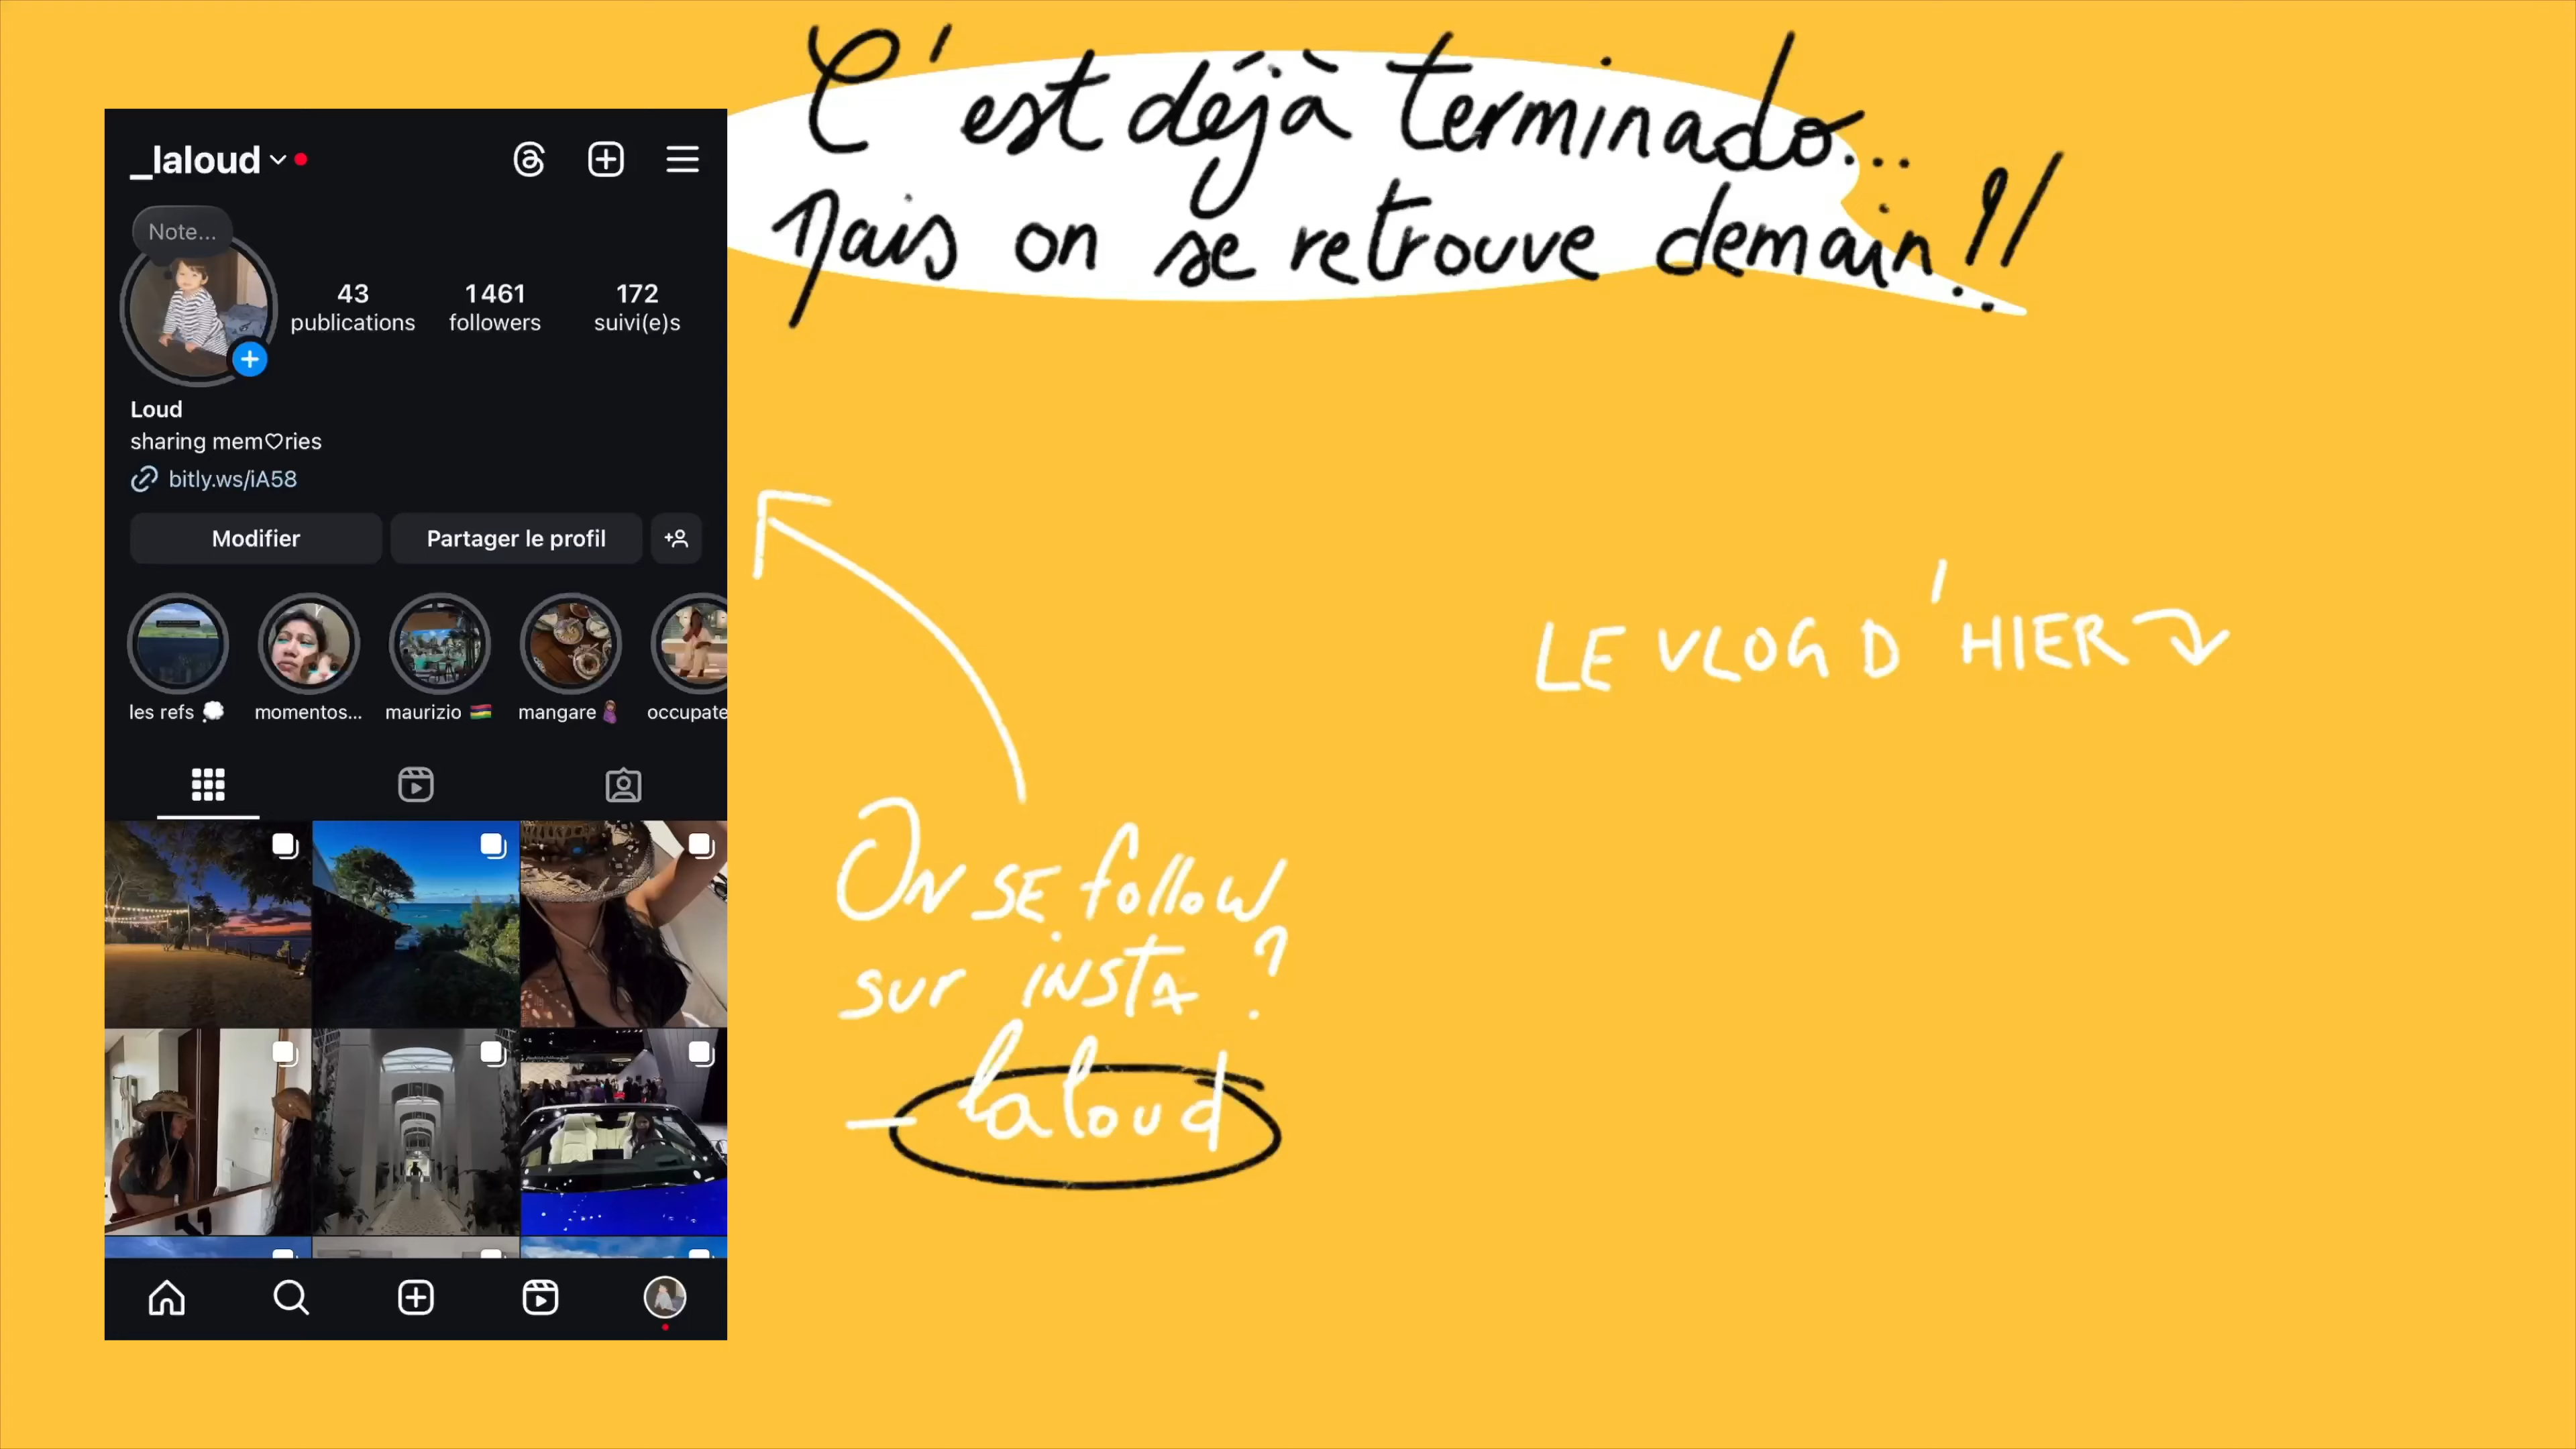 C'est déjà terminado...
Mais on se retrouve demain !!
_laloud
Note...
43
publications
1 461
followers
172
suivi(e)s
Loud
sharing mem♡ries
bitly.ws/iA58
Modifier
Partager le profil
les refs 💭
momentos...
maurizio 🇲🇺
mangare
occupate
LE VLOG D'HIER
On se follow
sur insta ?
_laloud